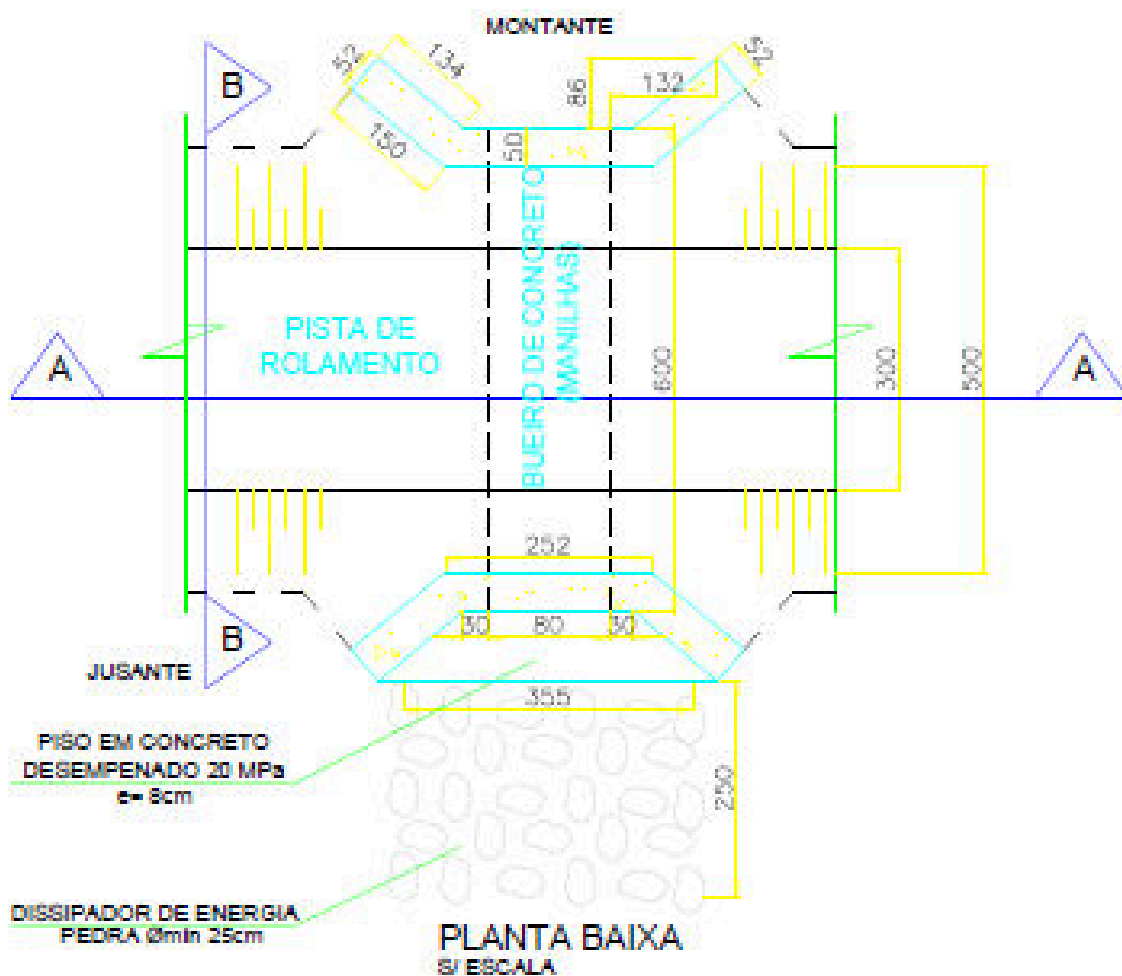 MONTANTE
52
134
52
B
86
132
150
50
BUEIRO DE CONCRETO
(MANILHAS)
PISTA DE
ROLAMENTO
A
600
300
500
A
252
30
80
30
B
JUSANTE
355
PISO EM CONCRETO
DESEMPENADO 20 MPa
e= 8cm
250
DISSIPADOR DE ENERGIA
PEDRA Ømin 25cm
PLANTA BAIXA
S/ ESCALA